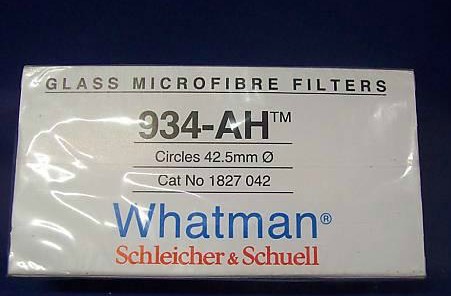 GLASS MICROFIBRE FILTERS
934-AH™
Circles 42.5mm Ø
Cat No 1827 042
Whatman®
Schleicher & Schuell